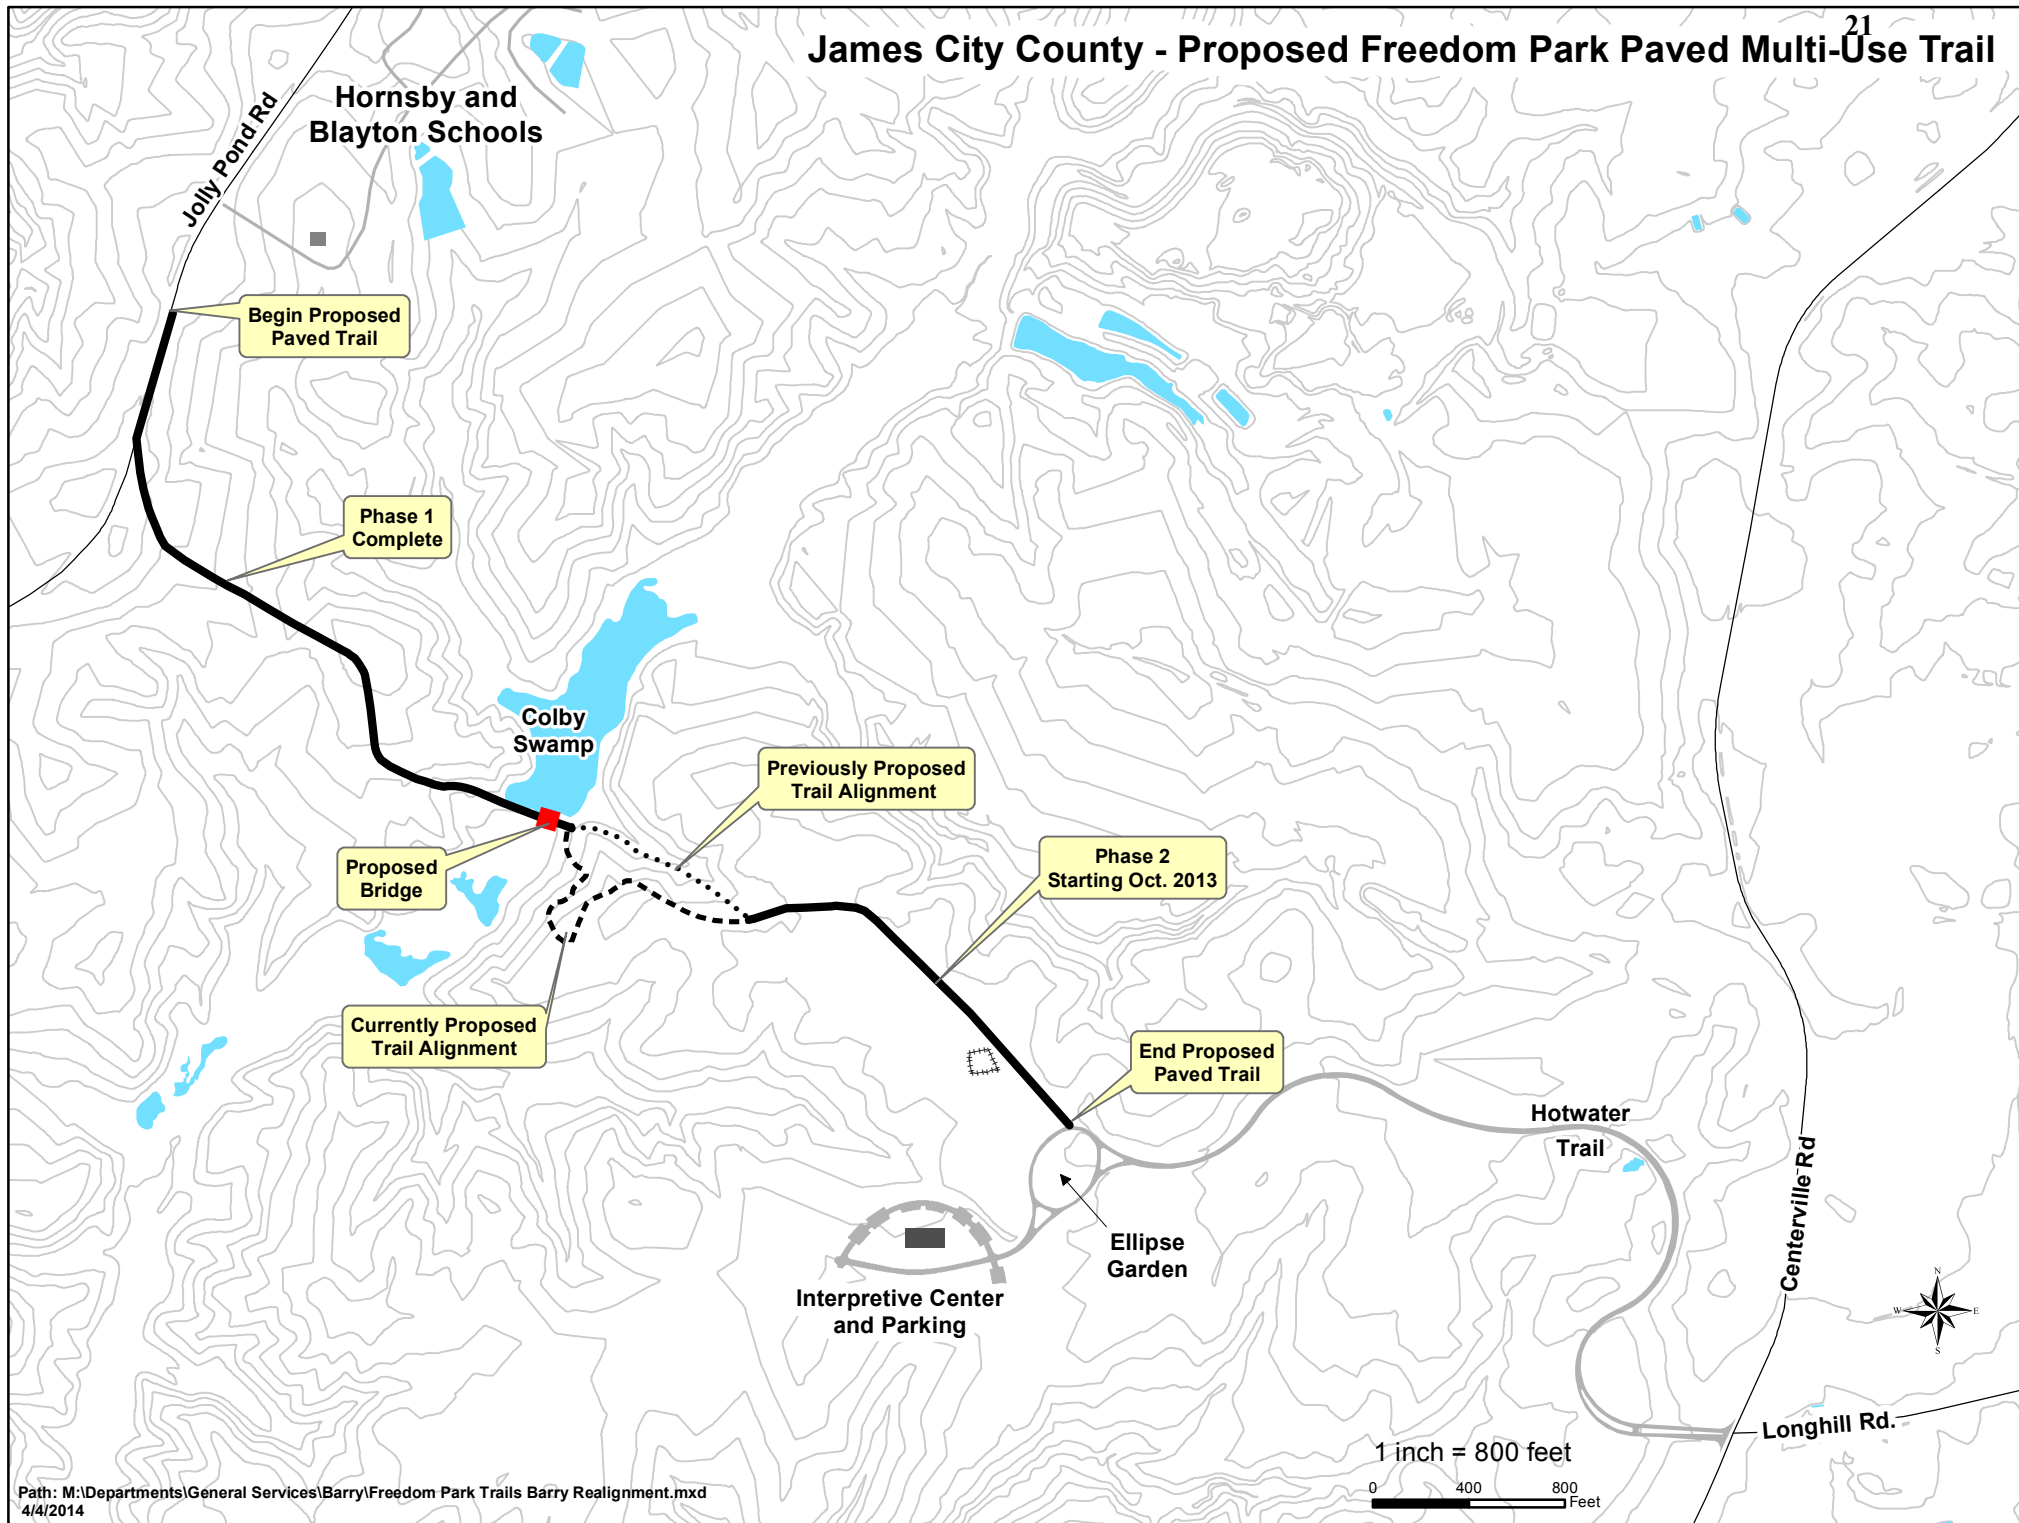 21
James City County - Proposed Freedom Park Paved Multi-Use Trail
Hornsby and
Blayton Schools
Jolly Pond Rd
Begin Proposed
Paved Trail
Phase 1
Complete
Colby
Swamp
Previously Proposed
Trail Alignment
Proposed
Bridge
Phase 2
Starting Oct. 2013
Currently Proposed
Trail Alignment
End Proposed
Paved Trail
Hotwater
Trail
Centerville Rd
Ellipse
Garden
Interpretive Center
and Parking
N
W
E
S
Longhill Rd.
1 inch = 800 feet
0 400 800
Feet
Path: M:\Departments\General Services\Barry\Freedom Park Trails Barry Realignment.mxd
4/4/2014